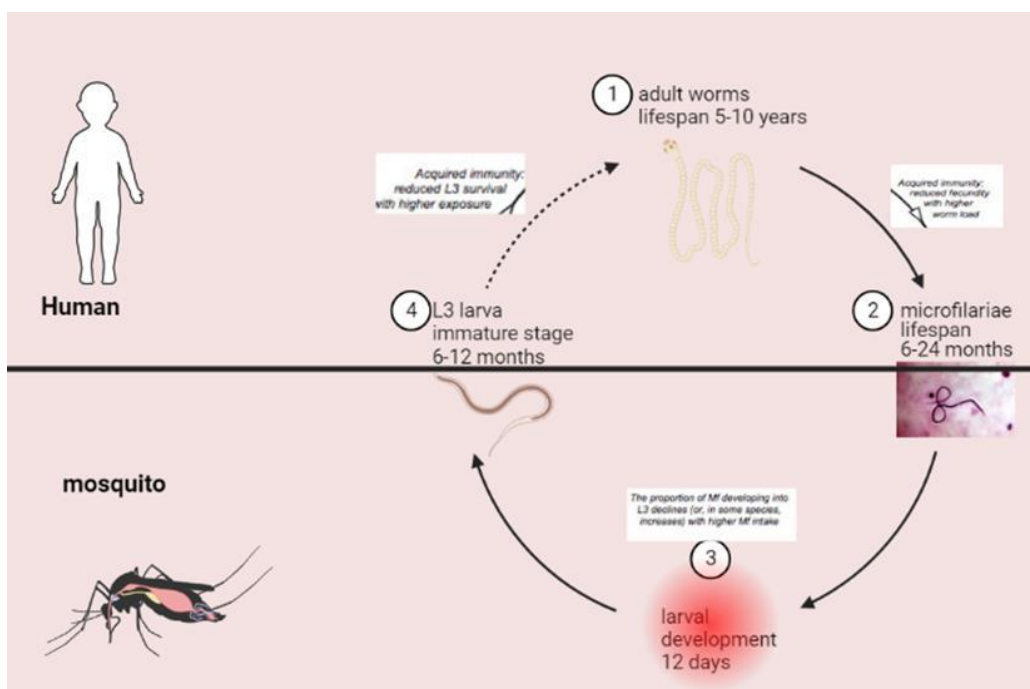 1
adult worms
lifespan 5-10 years
Acquired immunity:
reduced L3 survival
with higher exposure
Acquired immunity:
reduced fecundity
with higher
worm load
Human
4
L3 larva
immature stage
6-12 months
2
microfilariae
lifespan
6-24 months
mosquito
The proportion of Mf developing into
L3 declines (or, in some species,
increases) with higher Mf intake
3
larval
development
12 days